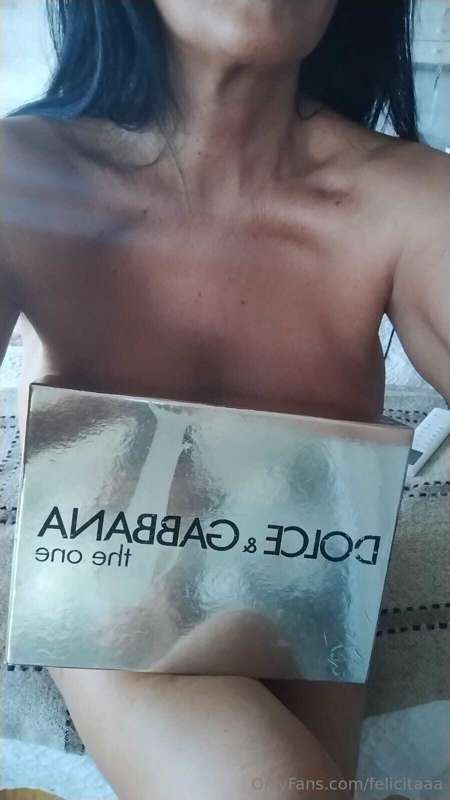 DOLCE & GABBANA
the one
OnlyFans.com/felicitaaa